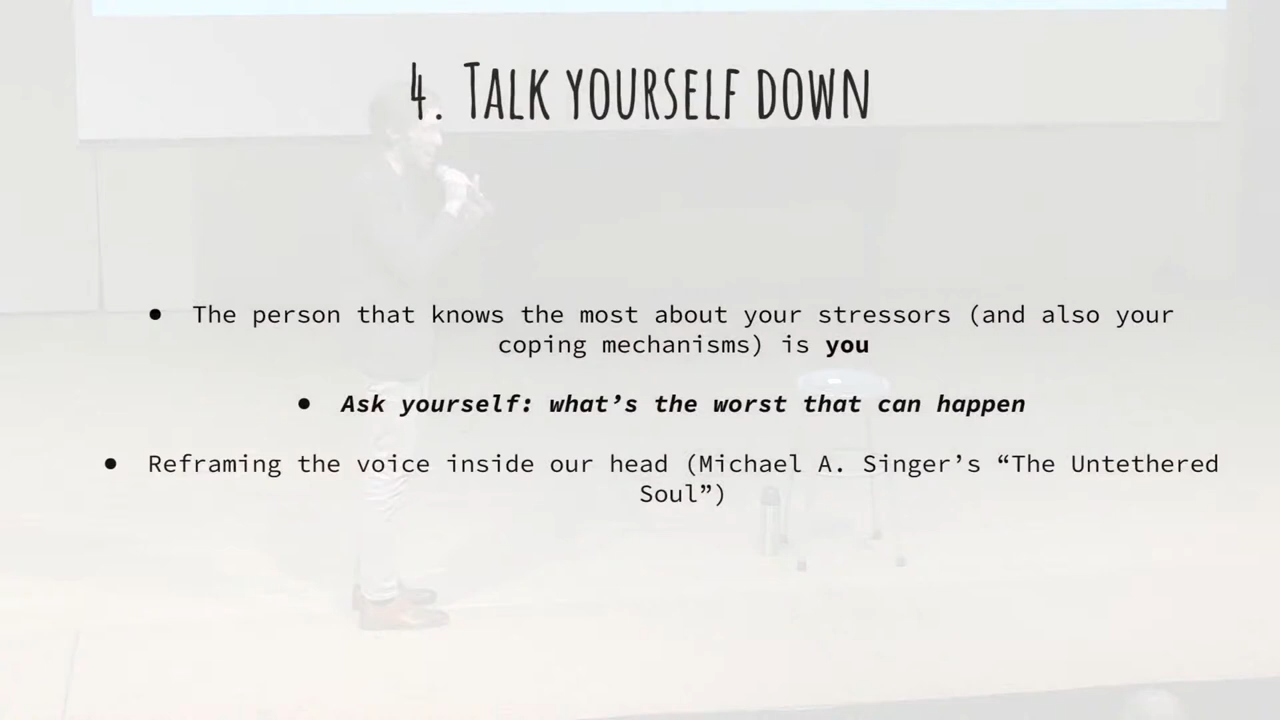 4. Talk yourself down
● The person that knows the most about your stressors (and also your
coping mechanisms) is you
● Ask yourself: what’s the worst that can happen
● Reframing the voice inside our head (Michael A. Singer’s “The Untethered
Soul”)